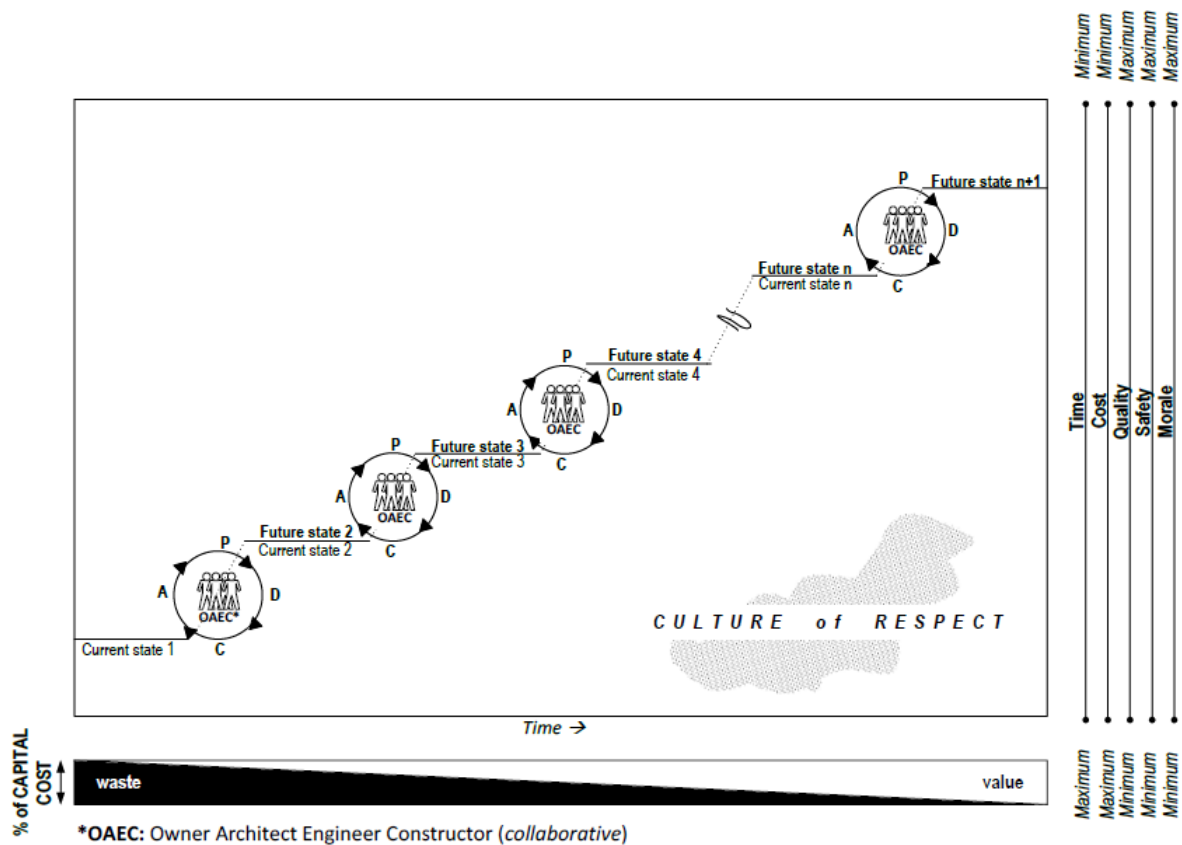 Minimum
Minimum
Maximum
Maximum
Maximum
P
Future state n+1
A
D
OAEC
C
Future state n
Current state n
P
Future state 4
Current state 4
A
D
OAEC
C
P
Future state 3
Current state 3
A
D
OAEC
C
P
Future state 2
Current state 2
A
D
OAEC*
C
Current state 1
CULTURE of RESPECT
Time
Cost
Quality
Safety
Morale
Time →
% of CAPITAL
COST
waste
value
Maximum
Maximum
Minimum
Minimum
Minimum
*OAEC: Owner Architect Engineer Constructor (collaborative)